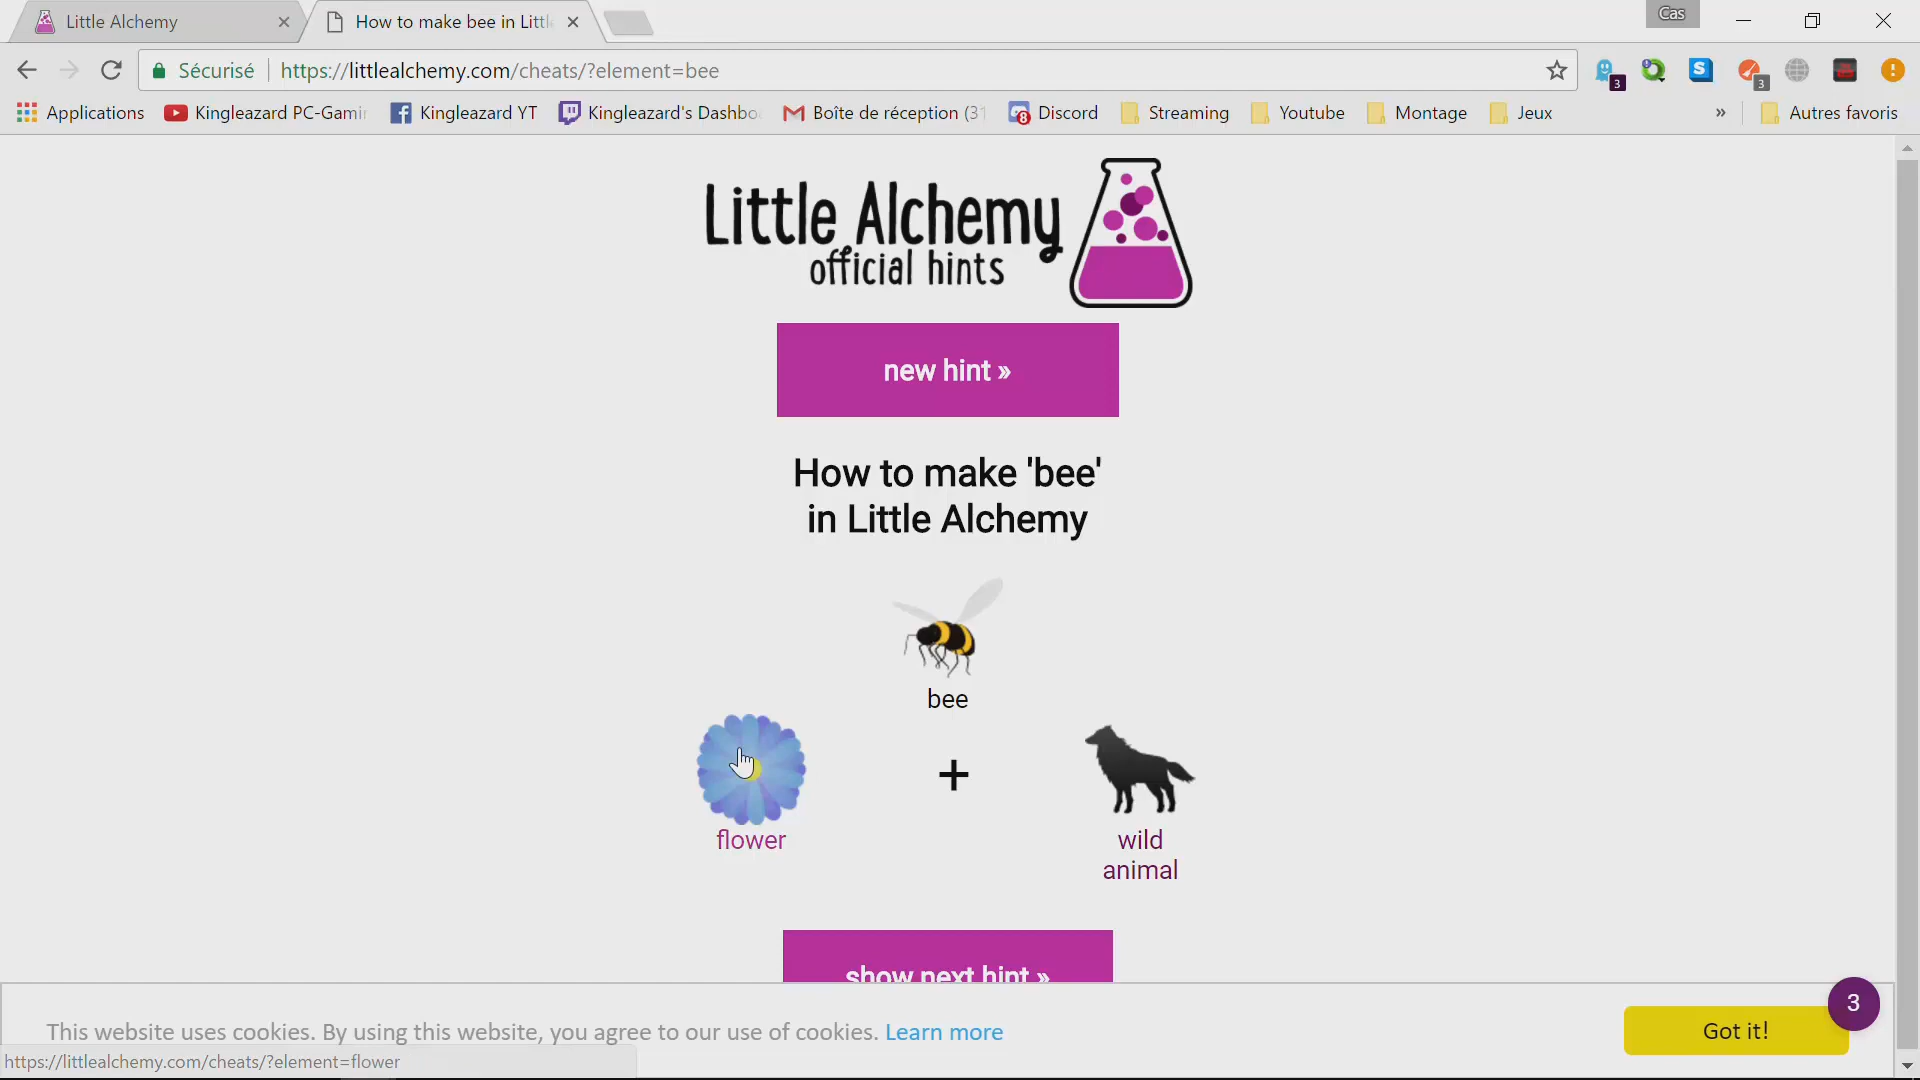 Little Alchemy
How to make bee in Littl
Cas
Sécurisé
https://littlealchemy.com/cheats/?element=bee
3
S
3
Applications
Kingleazard PC-Gami
Kingleazard YT
Kingleazard's Dashbo
Boîte de réception (31
8
Discord
Streaming
Youtube
Montage
Jeux
»
Autres favoris
Little Alchemy
official hints
new hint »
How to make 'bee'
in Little Alchemy
bee
+
flower
wild
animal
show next hint »
This website uses cookies. By using this website, you agree to our use of cookies. Learn more
Got it!
3
https://littlealchemy.com/cheats/?element=flower